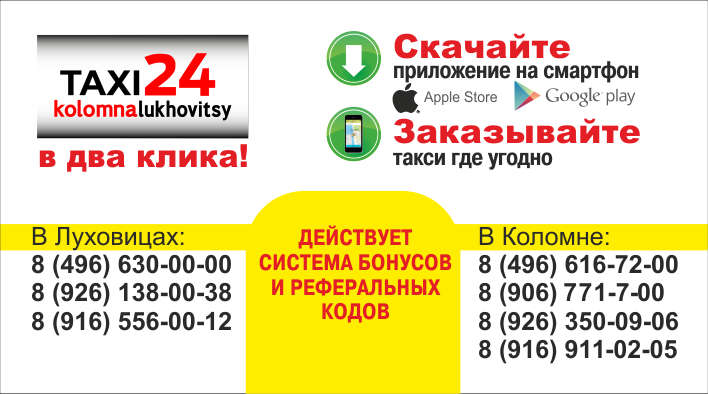 TAXI24
kolomnalukhovitsy
в два клика!
Скачайте
приложение на смартфон
Apple Store
Google play
Заказывайте
такси где угодно
В Луховицах:
8 (496) 630-00-00
8 (926) 138-00-38
8 (916) 556-00-12
ДЕЙСТВУЕТ
СИСТЕМА БОНУСОВ
И РЕФЕРАЛЬНЫХ
КОДОВ
В Коломне:
8 (496) 616-72-00
8 (906) 771-7-00
8 (926) 350-09-06
8 (916) 911-02-05